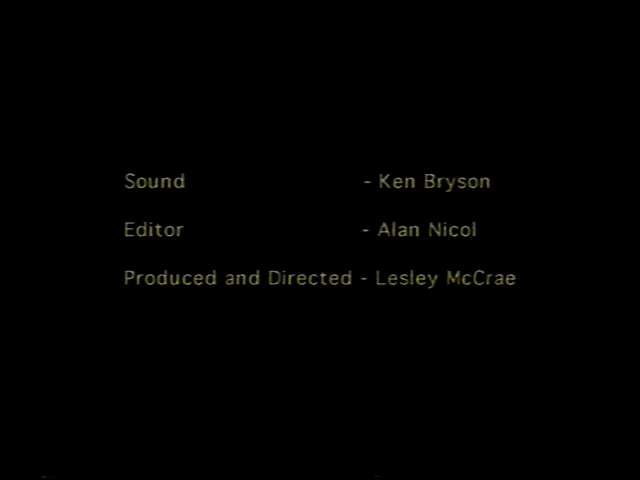 Sound - Ken Bryson
Editor - Alan Nicol
Produced and Directed - Lesley McCrae